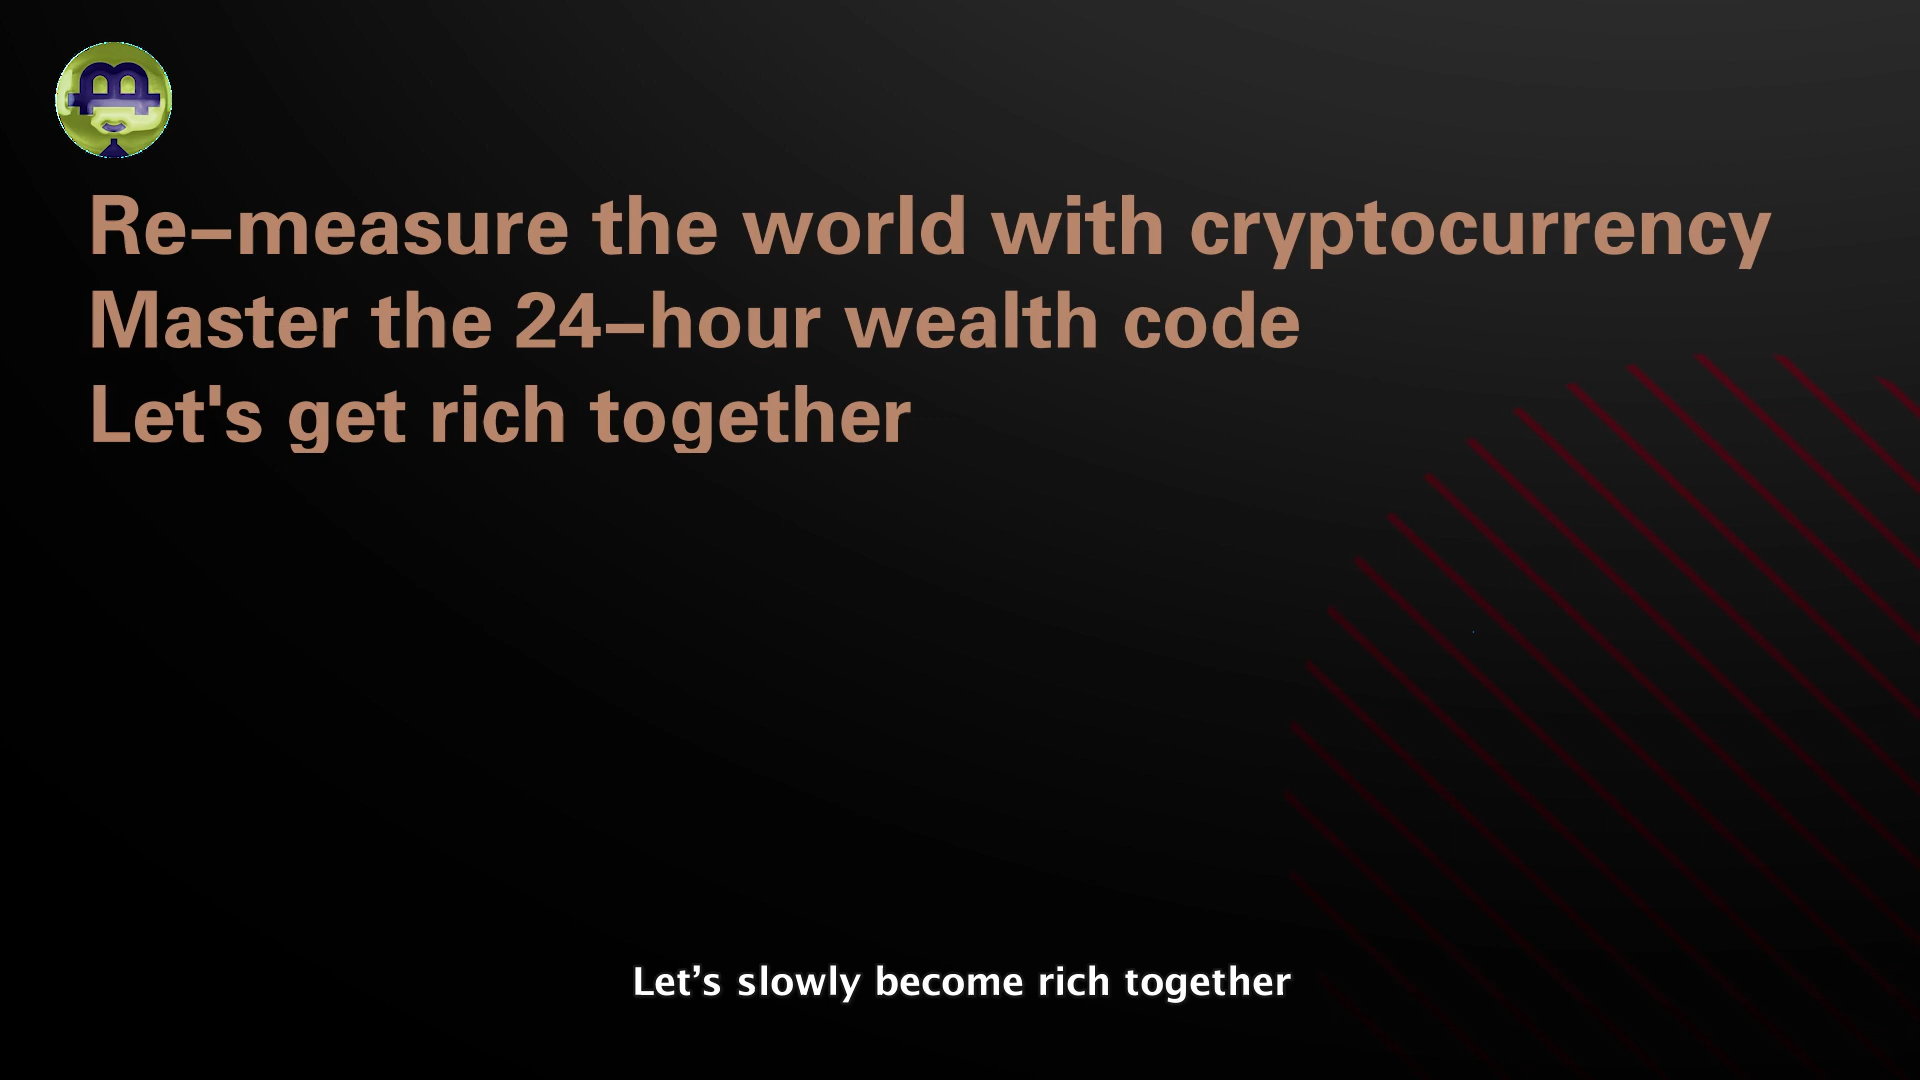 Re-measure the world with cryptocurrency
Master the 24-hour wealth code
Let's get rich together
Let’s slowly become rich together